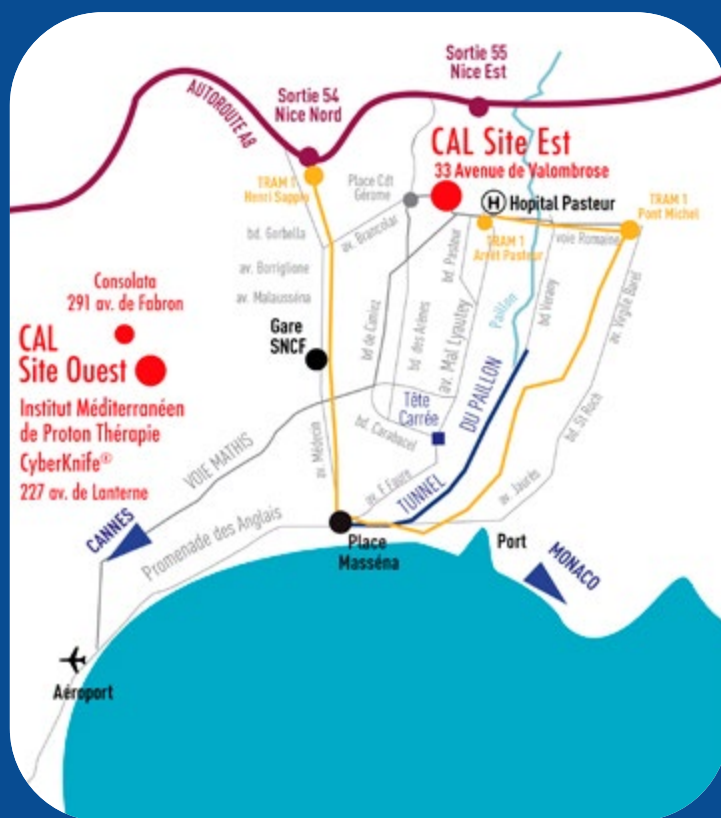 Sortie 55
Nice Est
Sortie 54
Nice Nord
AUTOROUTE A8
CAL Site Est
33 Avenue de Valombrose
TRAM 1
Henri Sappia
Place Cdt
Gérome
H
Hopital Pasteur
TRAM 1
Pont Michel
TRAM 1
Arrêt Pasteur
voie Romaine
bd. Gorbella
av. Brancolar
av. Borriglione
av. Malausséna
bd. Pasteur
bd de Cimiez
bd. des Arènes
av. Mal Lyautey
Paillon
bd Verany
av. Virgile Barel
Consolata
291 av. de Fabron
CAL
Site Ouest
Institut Méditerranéen
de Proton Thérapie
CyberKnife®
227 av. de Lanterne
Gare
SNCF
Tête
Carrée
bd. Carabacel
av. Médecin
VOIE MATHIS
TUNNEL
DU PAILLON
bd. St Roch
av. F. Faure
av. Jaurès
CANNES
Promenade des Anglais
Place
Masséna
Port
MONACO
Aéroport